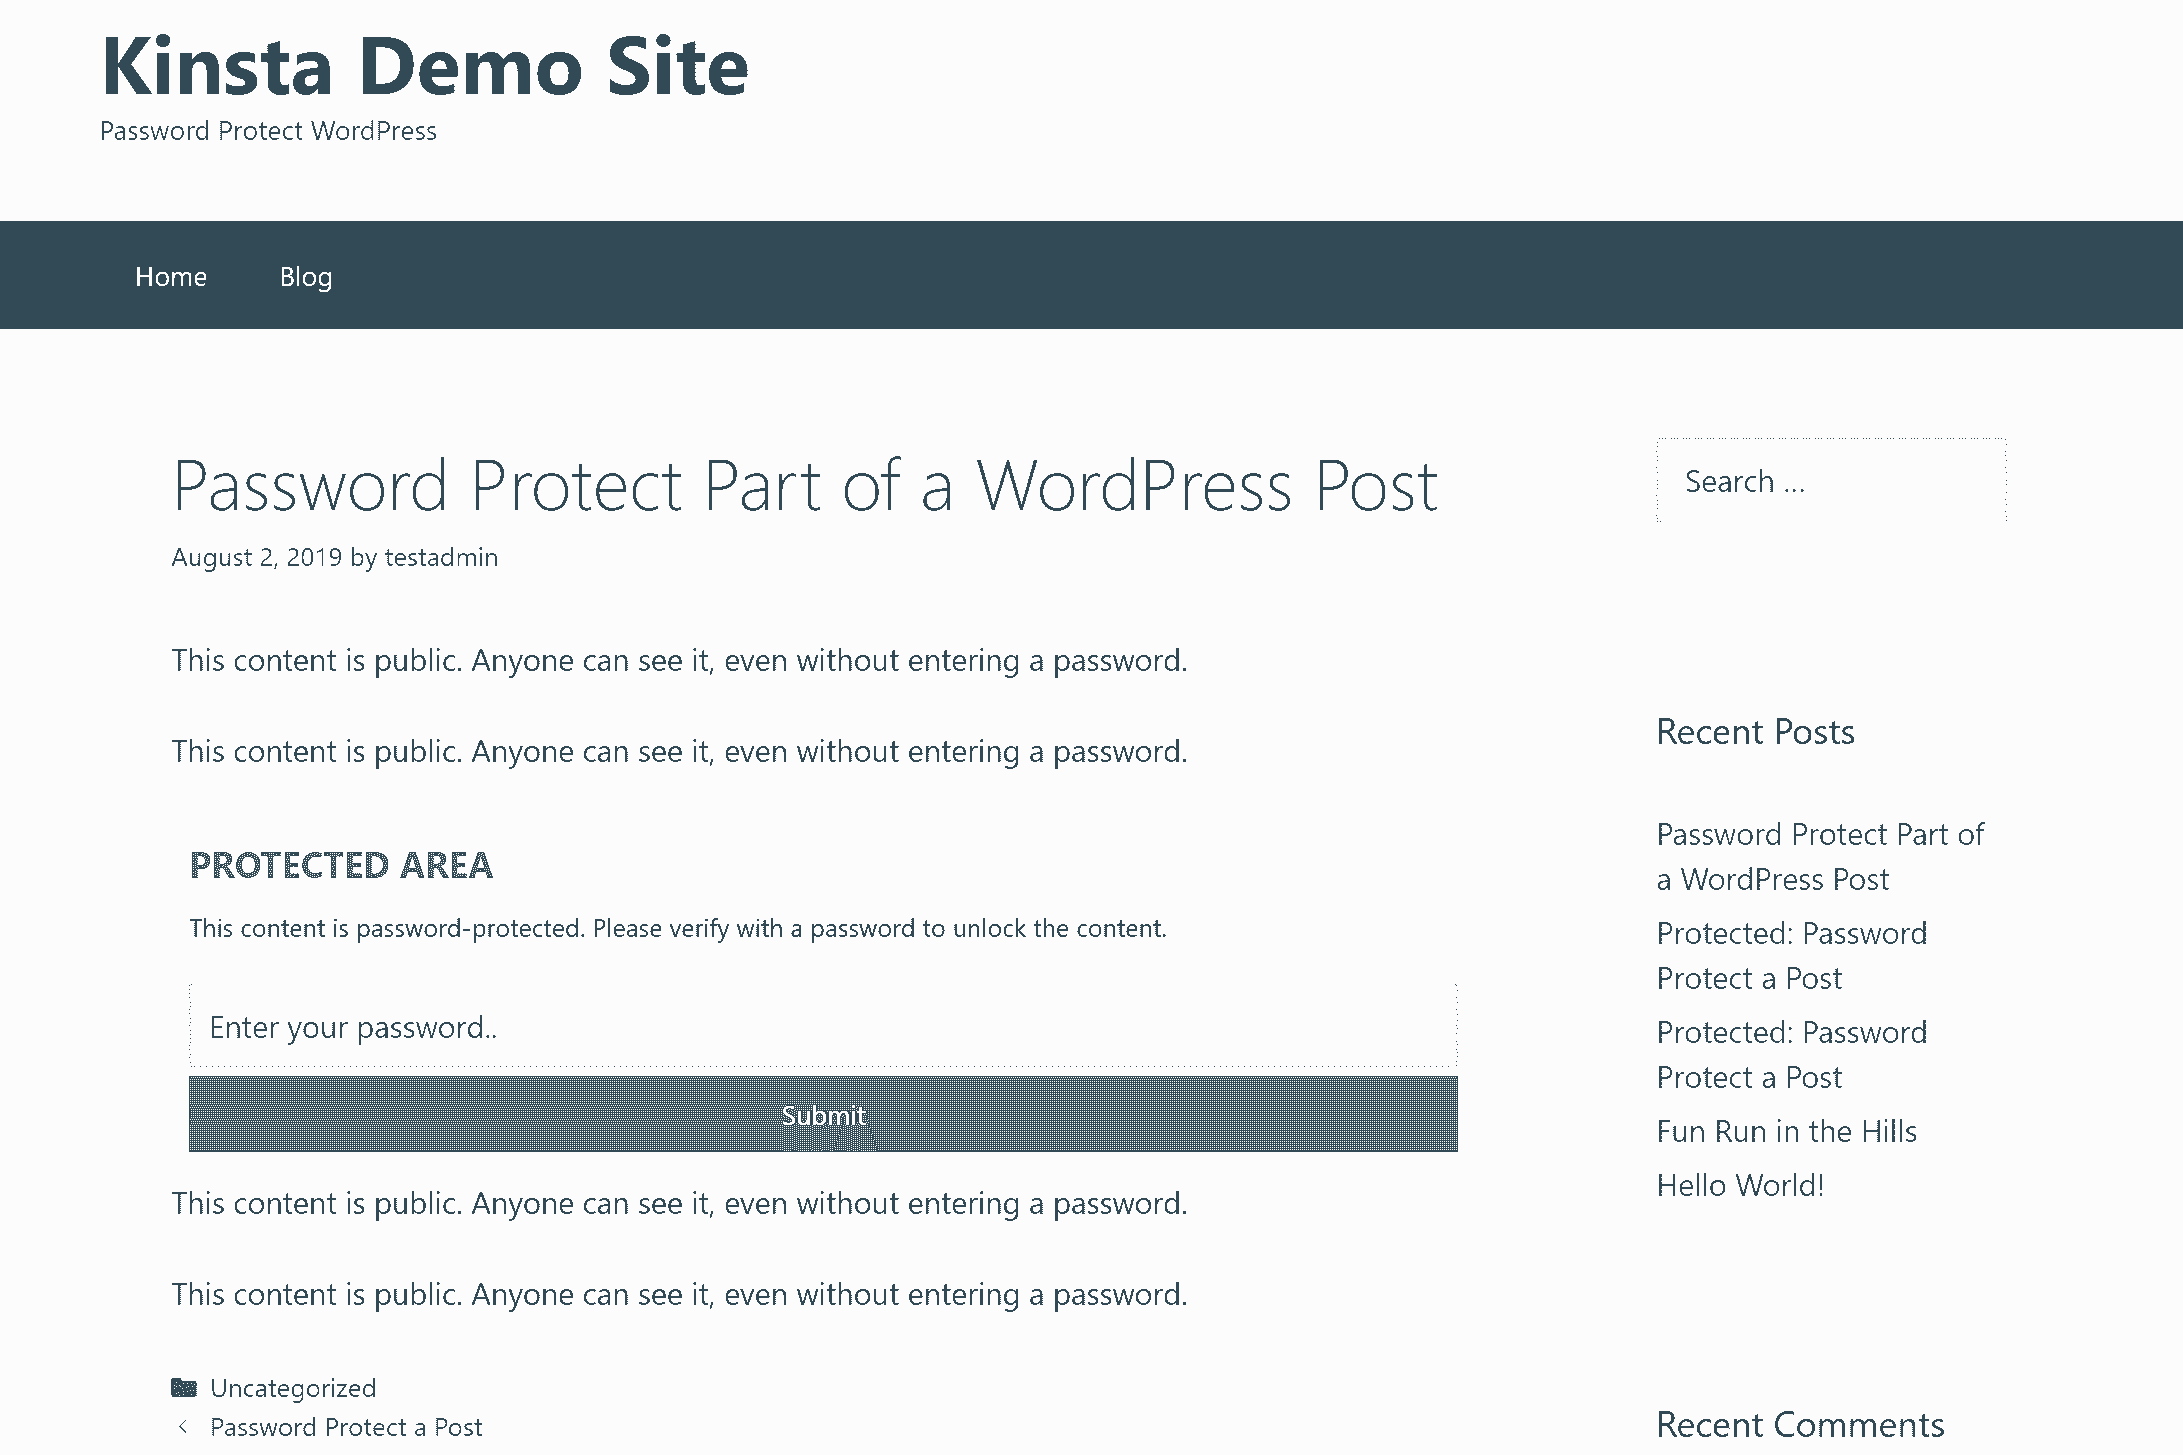 Kinsta Demo Site
Password Protect WordPress
Home
Blog
Password Protect Part of a WordPress Post
August 2, 2019 by testadmin
This content is public. Anyone can see it, even without entering a password.
This content is public. Anyone can see it, even without entering a password.
PROTECTED AREA
This content is password-protected. Please verify with a password to unlock the content.
Enter your password..
Submit
This content is public. Anyone can see it, even without entering a password.
This content is public. Anyone can see it, even without entering a password.
Uncategorized
Password Protect a Post
Search ...
Recent Posts
Password Protect Part of
a WordPress Post
Protected: Password
Protect a Post
Protected: Password
Protect a Post
Fun Run in the Hills
Hello World!
Recent Comments